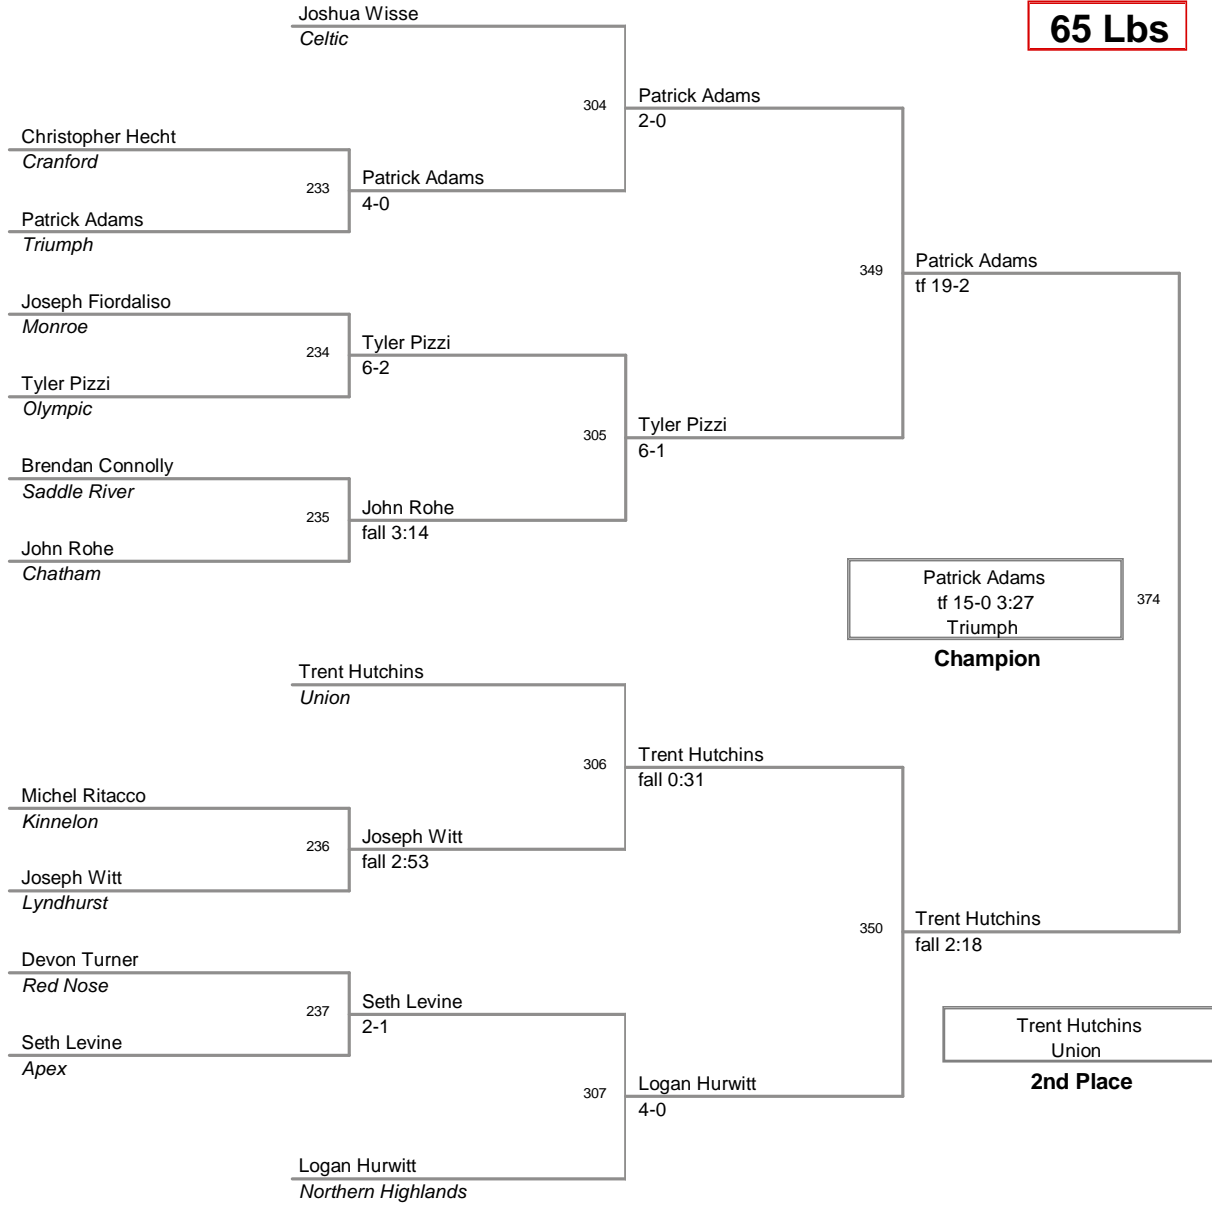 Joshua Wisse
Celtic
65 Lbs
304
Patrick Adams
2-0
Christopher Hecht
Cranford
233
Patrick Adams
4-0
Patrick Adams
Triumph
349
Patrick Adams
tf 19-2
Joseph Fiordaliso
Monroe
234
Tyler Pizzi
6-2
Tyler Pizzi
Olympic
305
Tyler Pizzi
6-1
Brendan Connolly
Saddle River
235
John Rohe
fall 3:14
John Rohe
Chatham
Patrick Adams
tf 15-0 3:27
Triumph
Champion
374
Trent Hutchins
Union
306
Trent Hutchins
fall 0:31
Michel Ritacco
Kinnelon
236
Joseph Witt
fall 2:53
Joseph Witt
Lyndhurst
350
Trent Hutchins
fall 2:18
Devon Turner
Red Nose
237
Seth Levine
2-1
Seth Levine
Apex
Trent Hutchins
Union
2nd Place
307
Logan Hurwitt
4-0
Logan Hurwitt
Northern Highlands